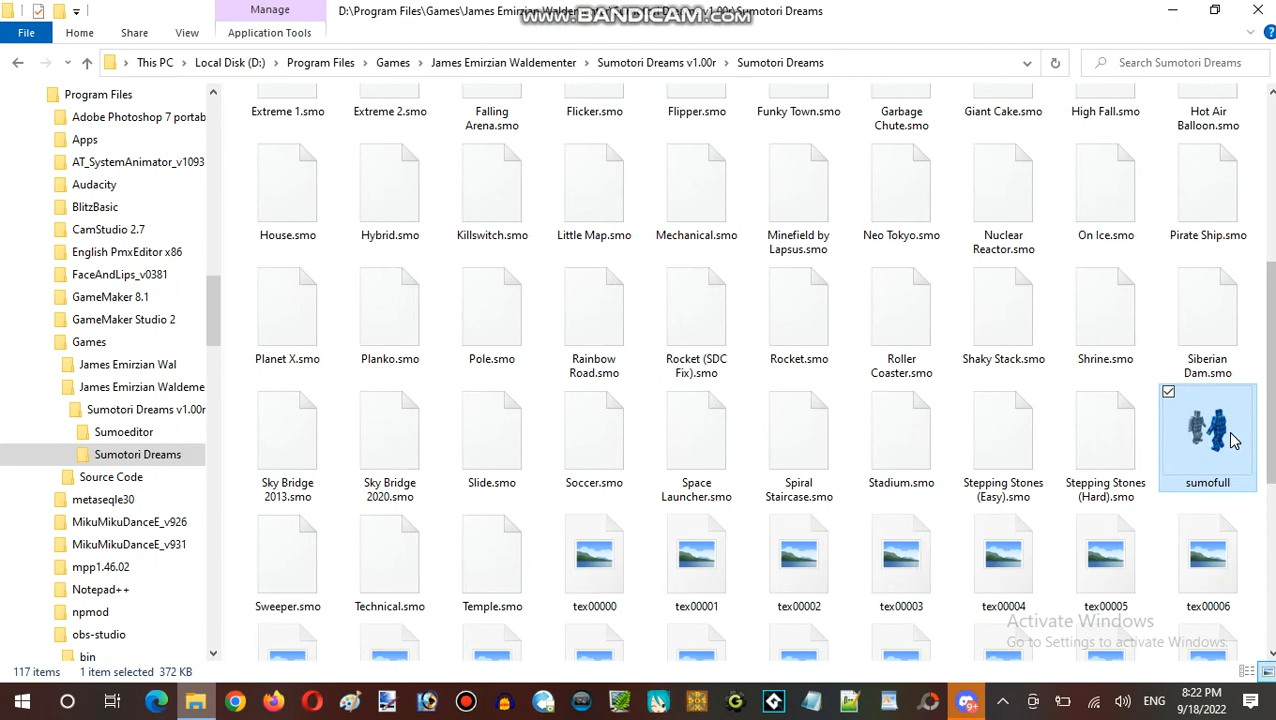 Manage
D:\Program Files\Games\James Emirzian Waldementer\Sumotori Dreams v1.00r\Sumotori Dreams
www.BANDICAM.com
File Home Share View Application Tools
This PC Local Disk (D:) Program Files Games James Emirzian Waldementer Sumotori Dreams v1.00r Sumotori Dreams
Search Sumotori Dreams
Program Files
Adobe Photoshop 7 portab
Apps
AT_SystemAnimator_v1093
Audacity
BlitzBasic
CamStudio 2.7
English PmxEditor x86
FaceAndLips_v0381
GameMaker 8.1
GameMaker Studio 2
Games
James Emirzian Wal
James Emirzian Waldeme
Sumotori Dreams v1.00r
Sumoeditor
Sumotori Dreams
Source Code
metaseqle30
MikuMikuDanceE_v926
MikuMikuDanceE_v931
mpp1.46.02
Notepad++
npmod
obs-studio
bin
Extreme 1.smo Extreme 2.smo Falling Arena.smo Flicker.smo Flipper.smo Funky Town.smo Garbage Chute.smo Giant Cake.smo High Fall.smo Hot Air Balloon.smo
House.smo Hybrid.smo Killswitch.smo Little Map.smo Mechanical.smo Minefield by Lapsus.smo Neo Tokyo.smo Nuclear Reactor.smo On Ice.smo Pirate Ship.smo
Planet X.smo Planko.smo Pole.smo Rainbow Road.smo Rocket (SDC Fix).smo Rocket.smo Roller Coaster.smo Shaky Stack.smo Shrine.smo Siberian Dam.smo
Sky Bridge 2013.smo Sky Bridge 2020.smo Slide.smo Soccer.smo Space Launcher.smo Spiral Staircase.smo Stadium.smo Stepping Stones (Easy).smo Stepping Stones (Hard).smo sumofull
Sweeper.smo Technical.smo Temple.smo tex00000 tex00001 tex00002 tex00003 tex00004 tex00005 tex00006
Activate Windows
Go to Settings to activate Windows.
117 items 1 item selected 372 KB
9+
ENG
8:22 PM
9/18/2022